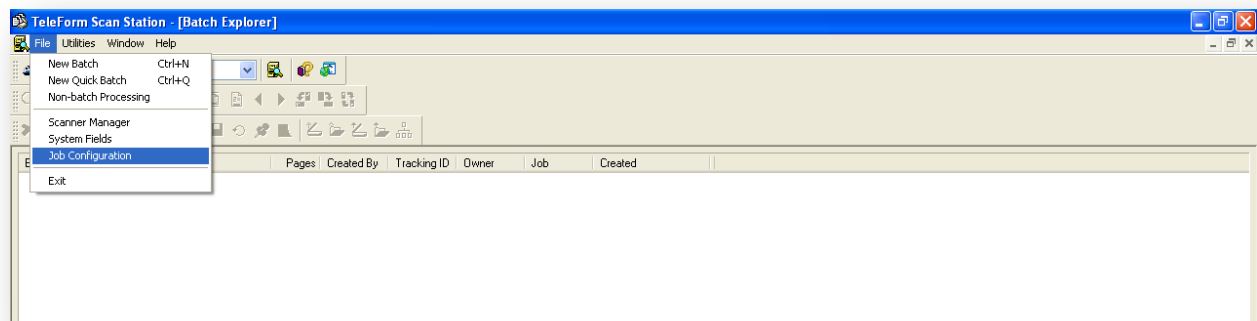 TeleForm Scan Station - [Batch Explorer]
File Utilities Window Help
New Batch Ctrl+N
New Quick Batch Ctrl+Q
Non-batch Processing
Scanner Manager
System Fields
Job Configuration
Pages Created By Tracking ID Owner Job Created
Exit